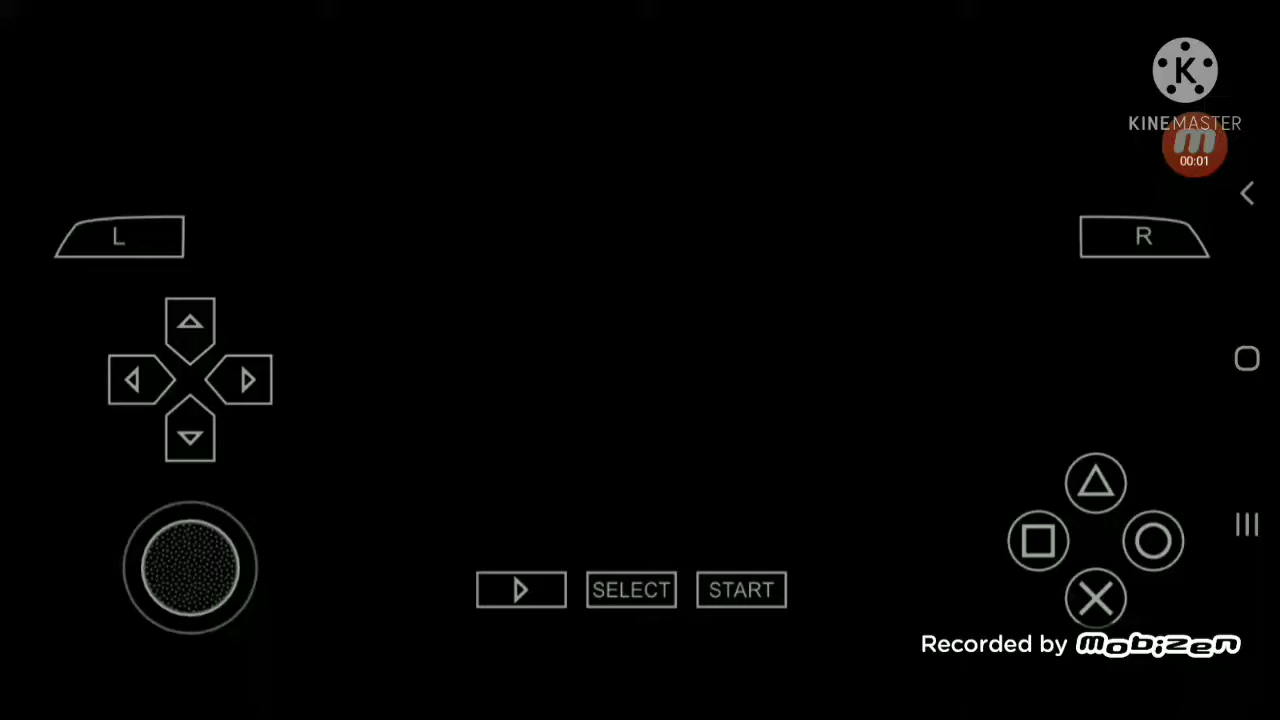 K
KINEMASTER
m
00:01
L
R
SELECT
START
Recorded by mobizen